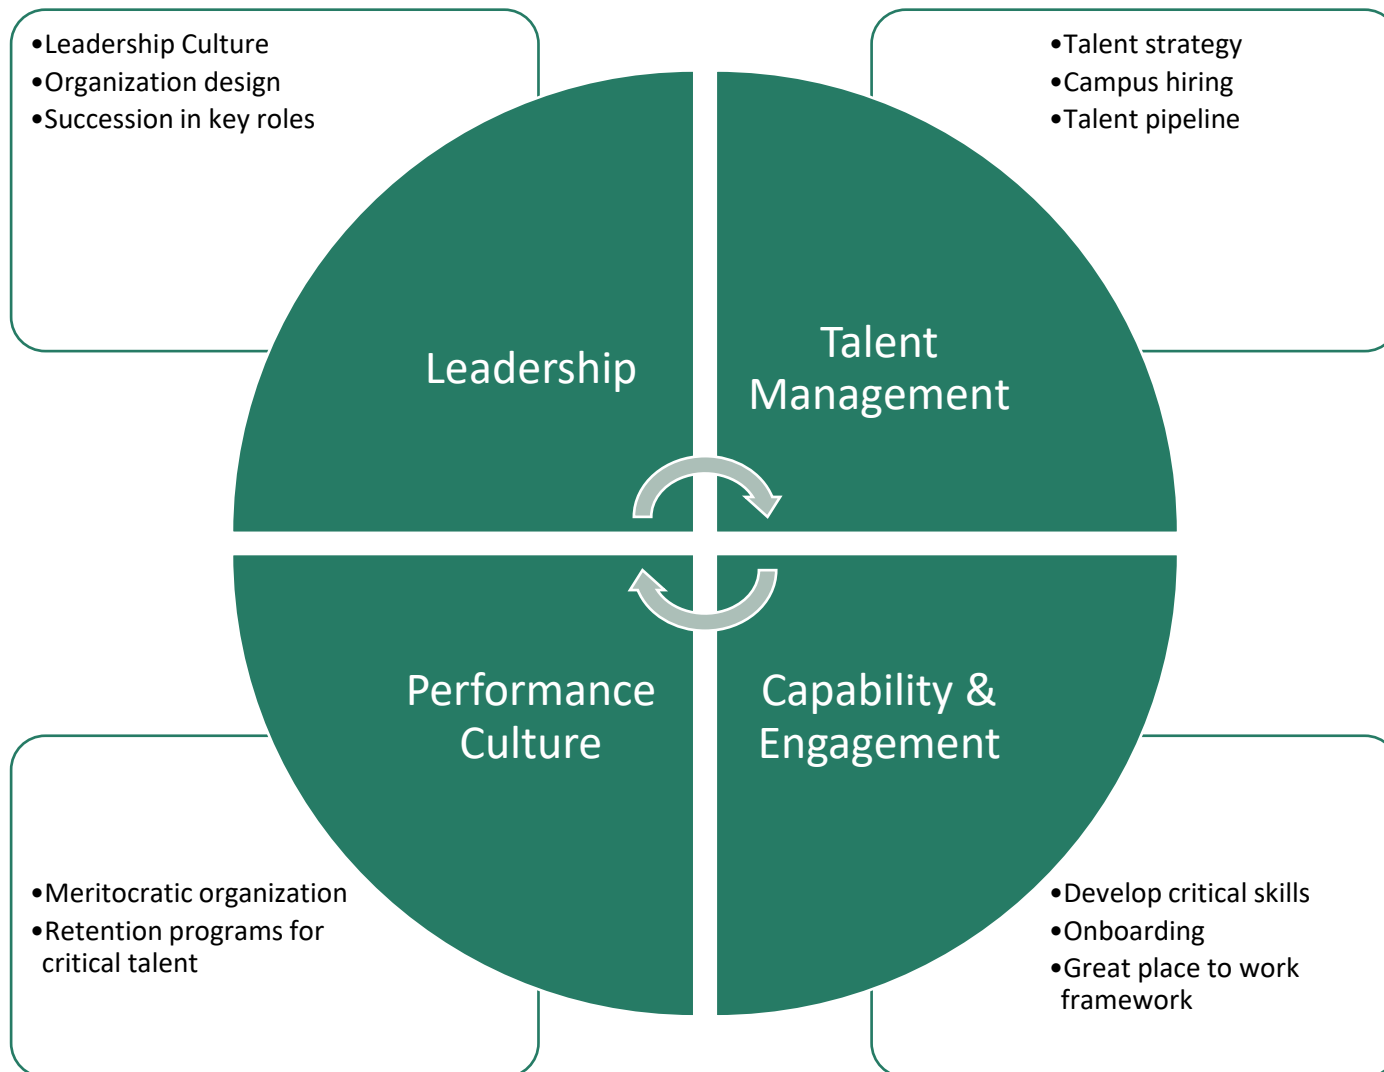 •Leadership Culture
•Organization design
•Succession in key roles
•Talent strategy
•Campus hiring
•Talent pipeline
Leadership
Talent
Management
Performance
Culture
Capability &
Engagement
•Meritocratic organization
•Retention programs for
critical talent
•Develop critical skills
•Onboarding
•Great place to work
framework